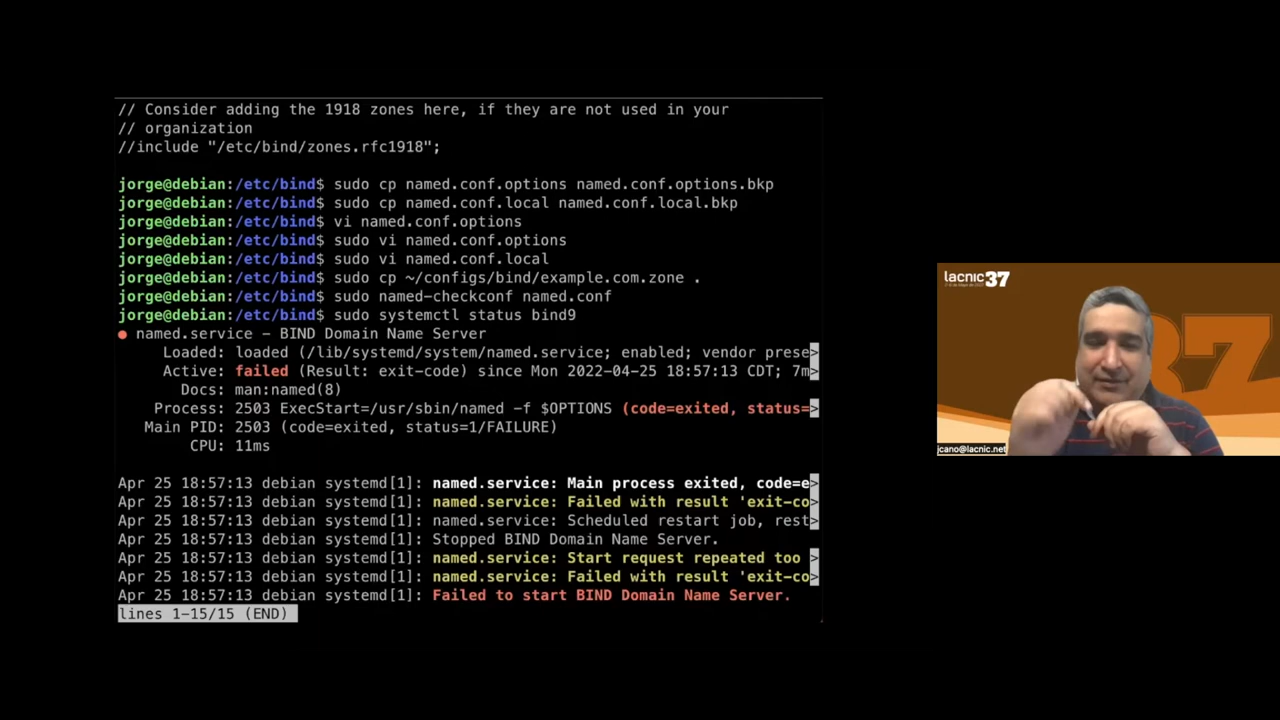 // Consider adding the 1918 zones here, if they are not used in your
// organization
//include "/etc/bind/zones.rfc1918";
jorge@debian:/etc/bind$ sudo cp named.conf.options named.conf.options.bkp
jorge@debian:/etc/bind$ sudo cp named.conf.local named.conf.local.bkp
jorge@debian:/etc/bind$ vi named.conf.options
jorge@debian:/etc/bind$ sudo vi named.conf.options
jorge@debian:/etc/bind$ sudo vi named.conf.local
jorge@debian:/etc/bind$ sudo cp ~/configs/bind/example.com.zone .
jorge@debian:/etc/bind$ sudo named-checkconf named.conf
jorge@debian:/etc/bind$ sudo systemctl status bind9
● named.service - BIND Domain Name Server
Loaded: loaded (/lib/systemd/system/named.service; enabled; vendor prese>
Active: failed (Result: exit-code) since Mon 2022-04-25 18:57:13 CDT; 7m>
Docs: man:named(8)
Process: 2503 ExecStart=/usr/sbin/named -f $OPTIONS (code=exited, status=>
Main PID: 2503 (code=exited, status=1/FAILURE)
CPU: 11ms
Apr 25 18:57:13 debian systemd[1]: named.service: Main process exited, code=e>
Apr 25 18:57:13 debian systemd[1]: named.service: Failed with result 'exit-co>
Apr 25 18:57:13 debian systemd[1]: named.service: Scheduled restart job, rest>
Apr 25 18:57:13 debian systemd[1]: Stopped BIND Domain Name Server.
Apr 25 18:57:13 debian systemd[1]: named.service: Start request repeated too >
Apr 25 18:57:13 debian systemd[1]: named.service: Failed with result 'exit-co>
Apr 25 18:57:13 debian systemd[1]: Failed to start BIND Domain Name Server.
lines 1-15/15 (END)
lacnic 37
37
jcano@lacnic.net